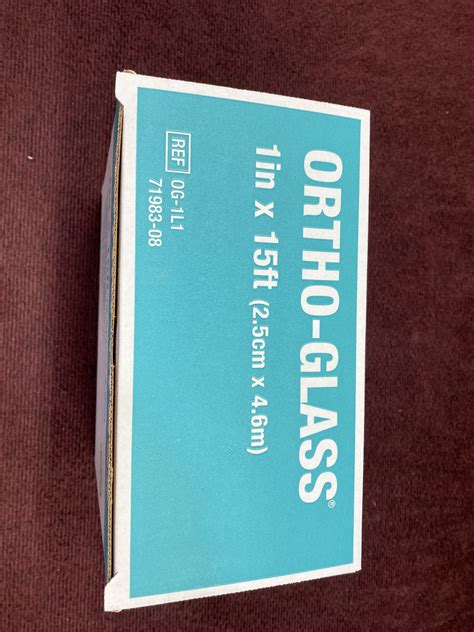 ORTHO-GLASS®
1in x 15ft (2.5cm x 4.6m)
REF OG-1L1
71983-08